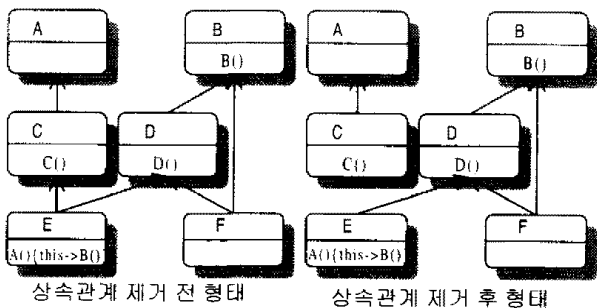 A
B
A
B
B()
B()
C
D
C
D
C()
D()
C()
D()
E
F
E
F
A(){this->B()
A(){this->B()
상속관계 제거 전 형태
상속관계 제거 후 형태